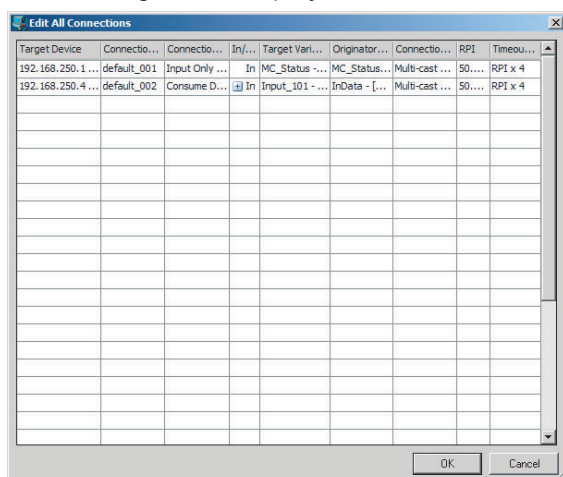 Edit All Connections
Target Device Connectio... Connectio... In/... Target Vari... Originator... Connectio... RPI Timeou...
192.168.250.1 ... default_001 Input Only ... In MC_Status -... MC_Status... Multi-cast ... 50.... RPI x 4
192.168.250.4 ... default_002 Consume D... In Input_101 - ... InData - [... Multi-cast ... 50.... RPI x 4
OK Cancel